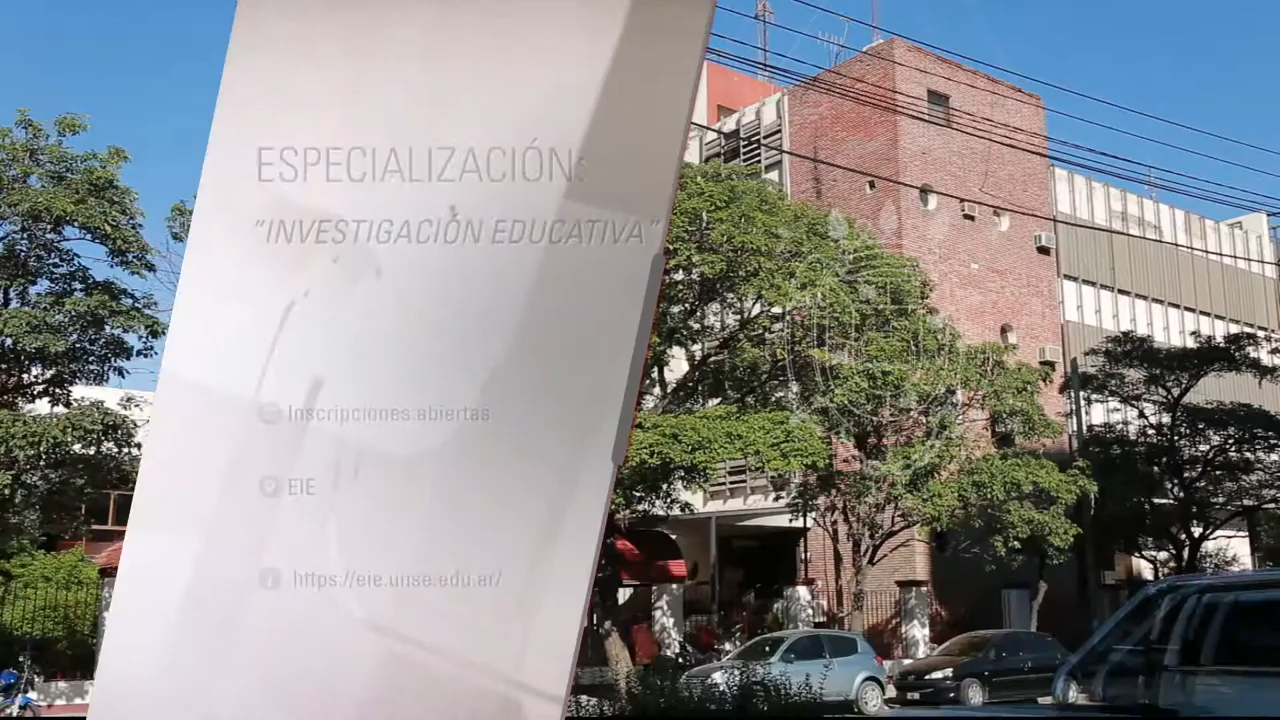 ESPECIALIZACIÓN:
“INVESTIGACIÓN EDUCATIVA”
Inscripciones abiertas
EIE
https://eie.unse.edu.ar/